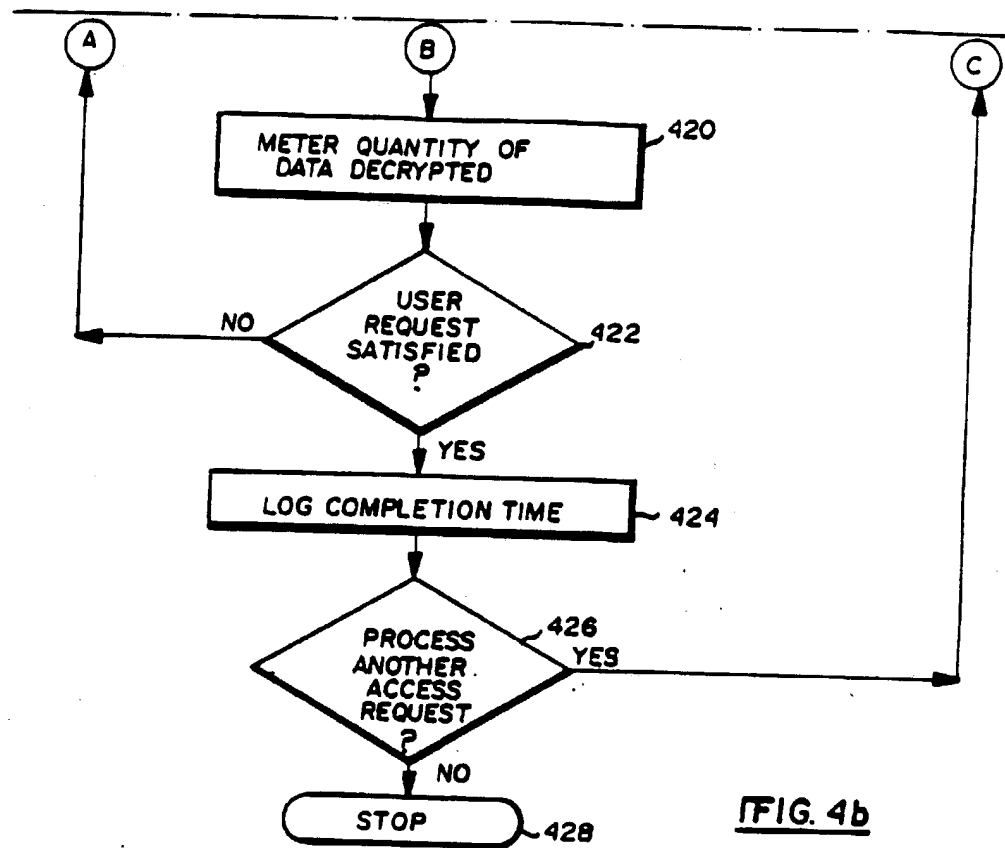 A
B
C
METER QUANTITY OF
DATA DECRYPTED
420
USER
REQUEST
SATISFIED
?
422
NO
YES
LOG COMPLETION TIME
424
PROCESS
ANOTHER
ACCESS
REQUEST
?
426
YES
NO
STOP
428
FIG. 4b